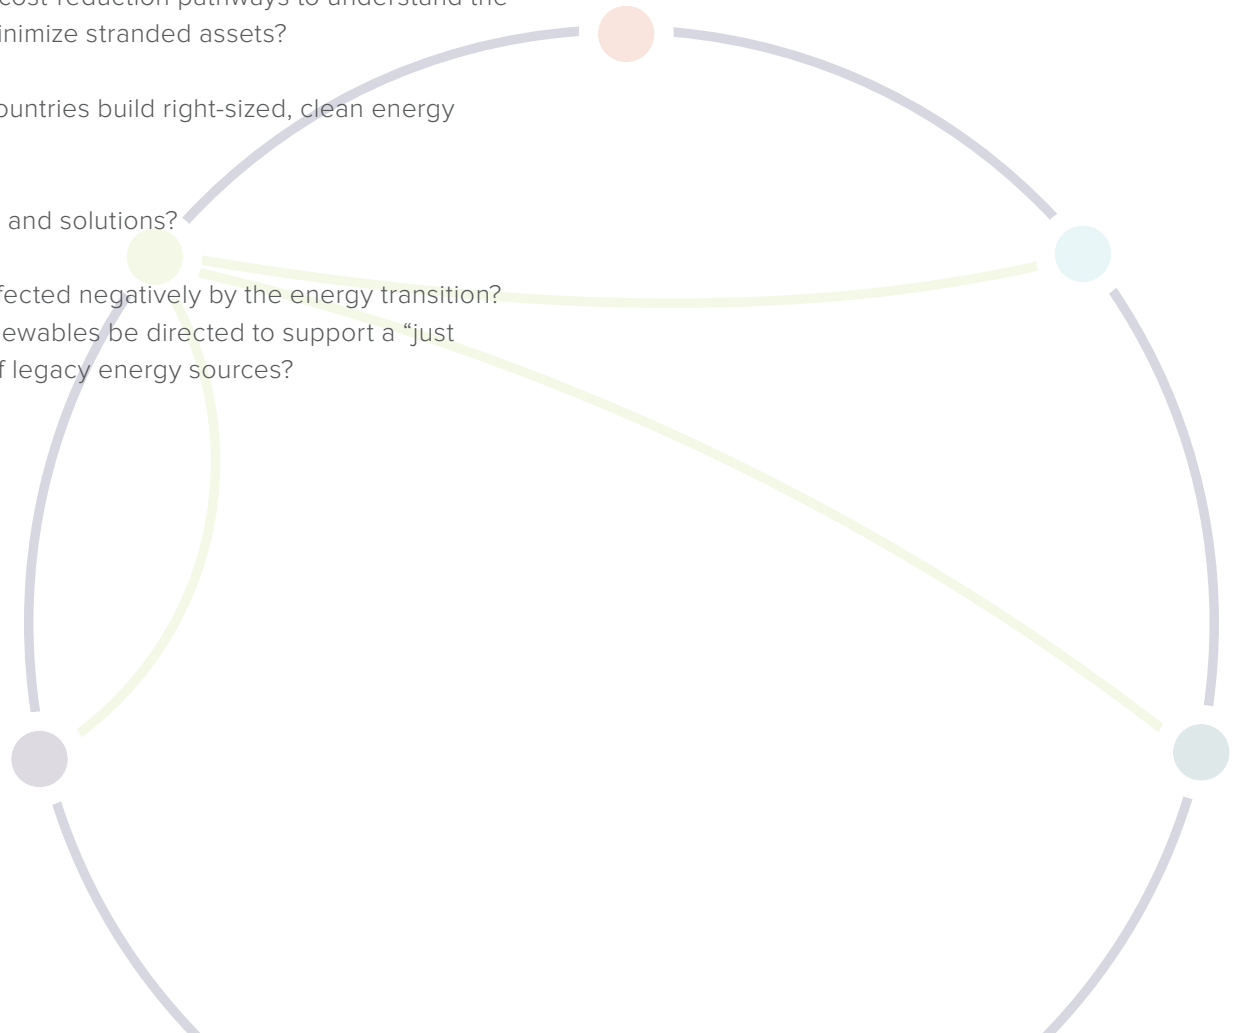 cost reduction pathways to understand the
inimize stranded assets?
ountries build right-sized, clean energy
and solutions?
fected negatively by the energy transition?
ewables be directed to support a “just
f legacy energy sources?